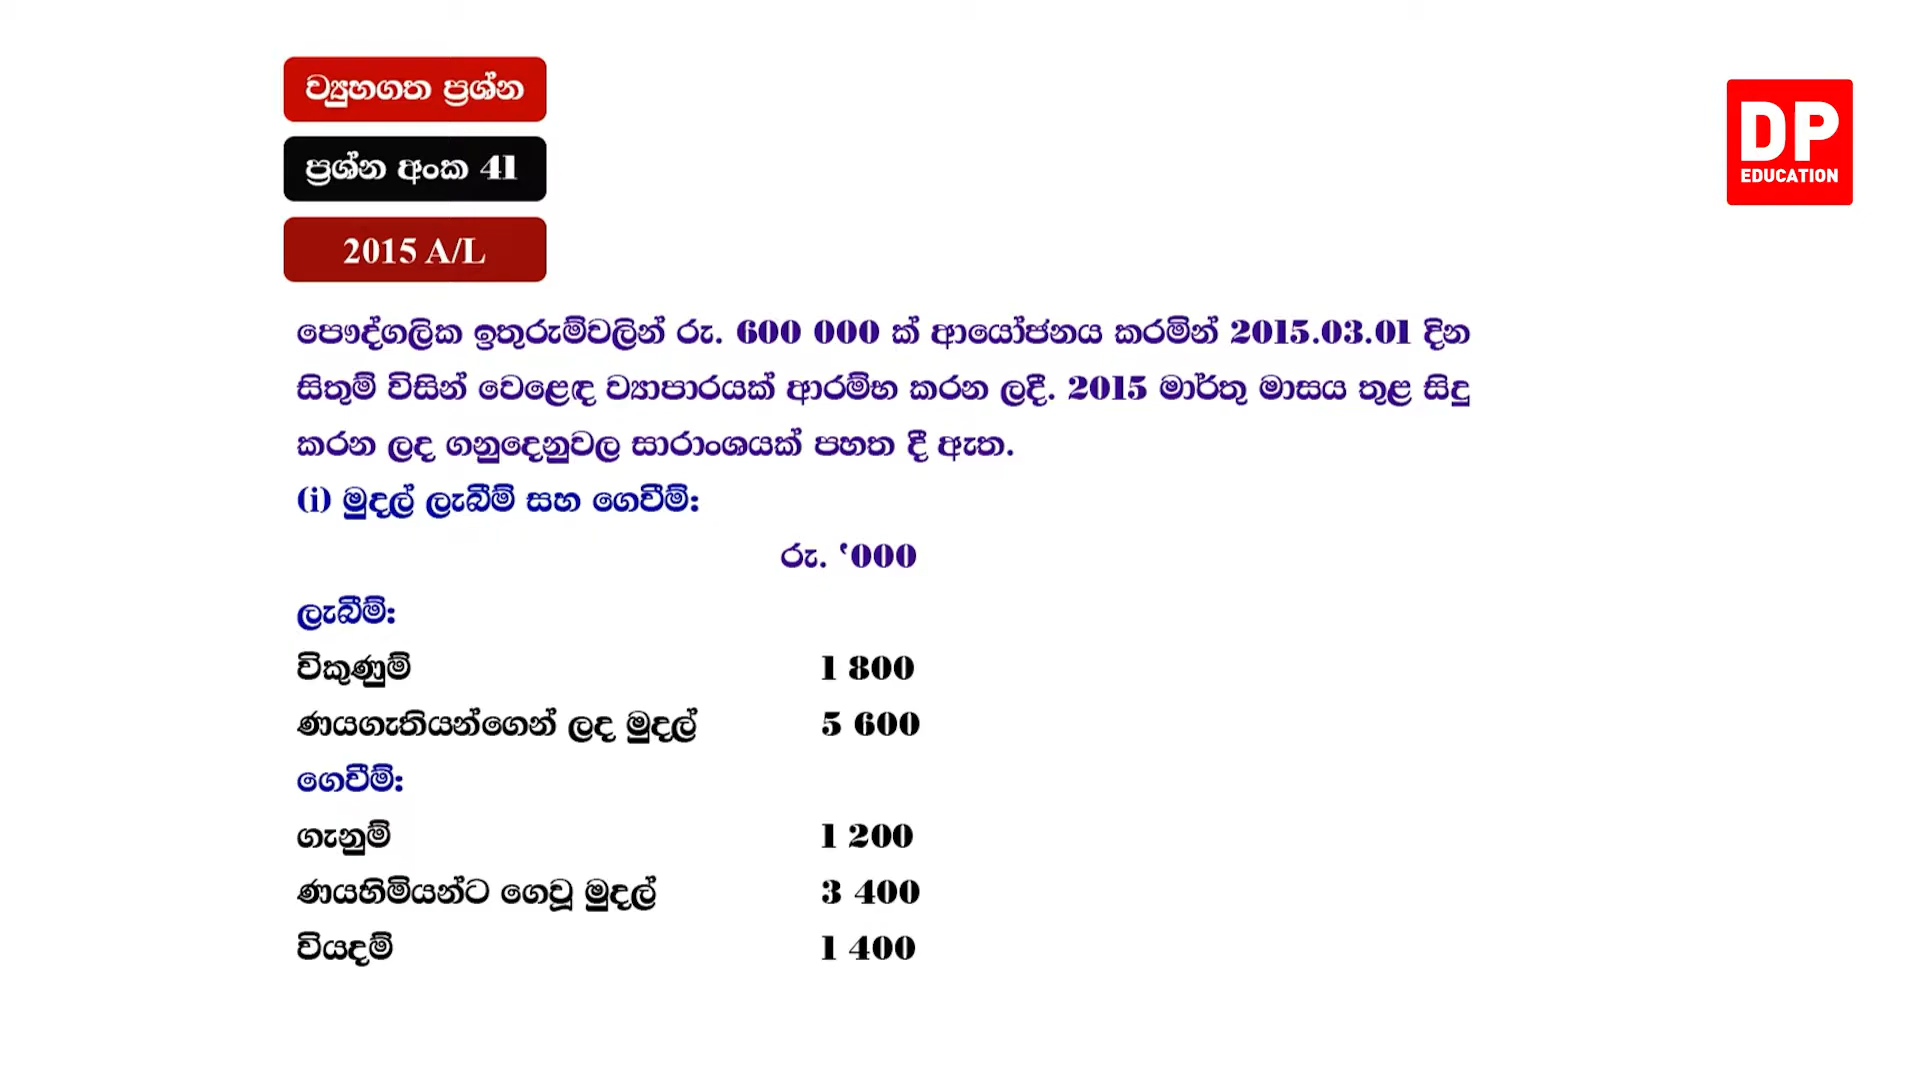 ව්‍යුහගත ප්‍රශ්න
ප්‍රශ්න අංක 41
2015 A/L
DP
EDUCATION
පෞද්ගලික ඉතුරුම්වලින් රු. 600 000 ක් ආයෝජනය කරමින් 2015.03.01 දින
සිතුම් විසින් වෙළෙඳ ව්‍යාපාරයක් ආරම්භ කරන ලදී. 2015 මාර්තු මාසය තුළ සිදු
කරන ලද ගනුදෙනුවල සාරාංශයක් පහත දී ඇත.
(i) මුදල් ලැබීම් සහ ගෙවීම්:
රු. ‘000
ලැබීම්:
විකුණුම් 1 800
ණයගැතියන්ගෙන් ලද මුදල් 5 600
ගෙවීම්:
ගැනුම් 1 200
ණයහිමියන්ට ගෙවූ මුදල් 3 400
වියදම් 1 400